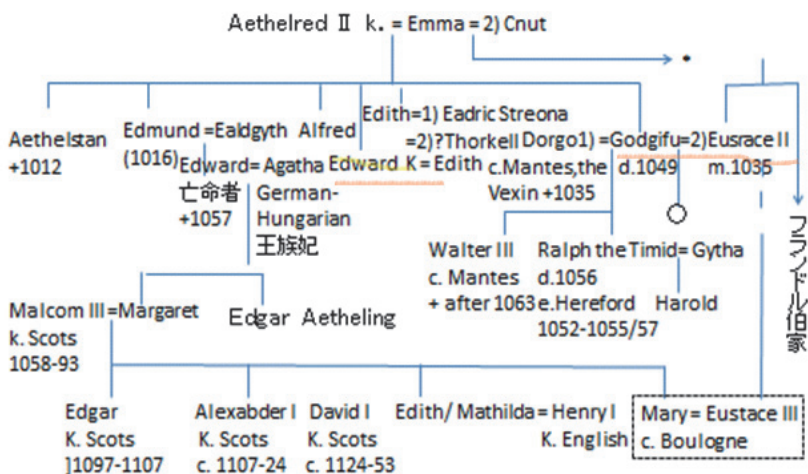 Aethelred II k. = Emma = 2) Cnut
Aethelstan
+1012
Edmund =Ealdgyth
(1016)
Edward= Agatha
亡命者
+1057
German-
Hungarian
王族妃
Alfred
Edith=1) Eadric Streona
=2)?Thorkell
Edward K = Edith
Dorgo1) =Godgifu=2)Eusrace II
c.Mantes,the
Vexin +1035
d.1049
m.1035
フランドル伯家
Walter III
c. Mantes
+ after 1063
Ralph the Timid= Gytha
d.1056
e.Hereford
1052-1055/57
Harold
Malcom III =Margaret
k. Scots
1058-93
Edgar Aetheling
Edgar
K. Scots
]1097-1107
Alexabder I
K. Scots
c. 1107-24
David I
K. Scots
c. 1124-53
Edith/ Mathilda = Henry I
K. English
Mary = Eustace III
c. Boulogne